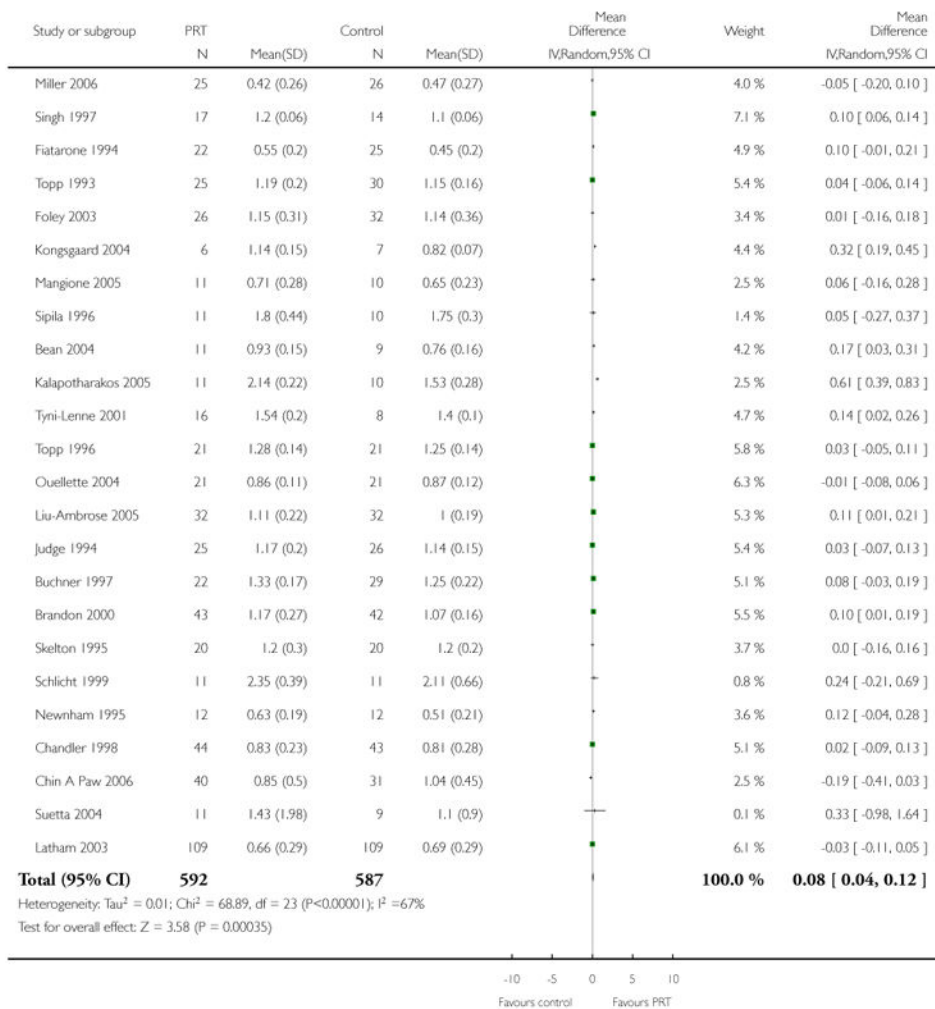 Study or subgroup PRT Control Mean Difference Weight Mean Difference
N Mean(SD) N Mean(SD) IV,Random,95% CI IV,Random,95% CI
Miller 2006 25 0.42 (0.26) 26 0.47 (0.27) 4.0 % -0.05 [ -0.20, 0.10 ]
Singh 1997 17 1.2 (0.06) 14 1.1 (0.06) 7.1 % 0.10 [ 0.06, 0.14 ]
Fiatarone 1994 22 0.55 (0.2) 25 0.45 (0.2) 4.9 % 0.10 [ -0.01, 0.21 ]
Topp 1993 25 1.19 (0.2) 30 1.15 (0.16) 5.4 % 0.04 [ -0.06, 0.14 ]
Foley 2003 26 1.15 (0.31) 32 1.14 (0.36) 3.4 % 0.01 [ -0.16, 0.18 ]
Kongsgaard 2004 6 1.14 (0.15) 7 0.82 (0.07) 4.4 % 0.32 [ 0.19, 0.45 ]
Mangione 2005 11 0.71 (0.28) 10 0.65 (0.23) 2.5 % 0.06 [ -0.16, 0.28 ]
Sipila 1996 11 1.8 (0.44) 10 1.75 (0.3) 1.4 % 0.05 [ -0.27, 0.37 ]
Bean 2004 11 0.93 (0.15) 9 0.76 (0.16) 4.2 % 0.17 [ 0.03, 0.31 ]
Kalapotharakos 2005 11 2.14 (0.22) 10 1.53 (0.28) 2.5 % 0.61 [ 0.39, 0.83 ]
Tyni-Lenne 2001 16 1.54 (0.2) 8 1.4 (0.1) 4.7 % 0.14 [ 0.02, 0.26 ]
Topp 1996 21 1.28 (0.14) 21 1.25 (0.14) 5.8 % 0.03 [ -0.05, 0.11 ]
Ouellette 2004 21 0.86 (0.11) 21 0.87 (0.12) 6.3 % -0.01 [ -0.08, 0.06 ]
Liu-Ambrose 2005 32 1.11 (0.22) 32 1 (0.19) 5.3 % 0.11 [ 0.01, 0.21 ]
Judge 1994 25 1.17 (0.2) 26 1.14 (0.15) 5.4 % 0.03 [ -0.07, 0.13 ]
Buchner 1997 22 1.33 (0.17) 29 1.25 (0.22) 5.1 % 0.08 [ -0.03, 0.19 ]
Brandon 2000 43 1.17 (0.27) 42 1.07 (0.16) 5.5 % 0.10 [ 0.01, 0.19 ]
Skelton 1995 20 1.2 (0.3) 20 1.2 (0.2) 3.7 % 0.0 [ -0.16, 0.16 ]
Schlicht 1999 11 2.35 (0.39) 11 2.11 (0.66) 0.8 % 0.24 [ -0.21, 0.69 ]
Newnham 1995 12 0.63 (0.19) 12 0.51 (0.21) 3.6 % 0.12 [ -0.04, 0.28 ]
Chandler 1998 44 0.83 (0.23) 43 0.81 (0.28) 5.1 % 0.02 [ -0.09, 0.13 ]
Chin A Paw 2006 40 0.85 (0.5) 31 1.04 (0.45) 2.5 % -0.19 [ -0.41, 0.03 ]
Suetta 2004 11 1.43 (1.98) 9 1.1 (0.9) 0.1 % 0.33 [ -0.98, 1.64 ]
Latham 2003 109 0.66 (0.29) 109 0.69 (0.29) 6.1 % -0.03 [ -0.11, 0.05 ]
Total (95% CI) 592 587 100.0 % 0.08 [ 0.04, 0.12 ]
Heterogeneity: Tau² = 0.01; Chi² = 68.89, df = 23 (P<0.00001); I² =67%
Test for overall effect: Z = 3.58 (P = 0.00035)
-10 -5 0 5 10
Favours control Favours PRT